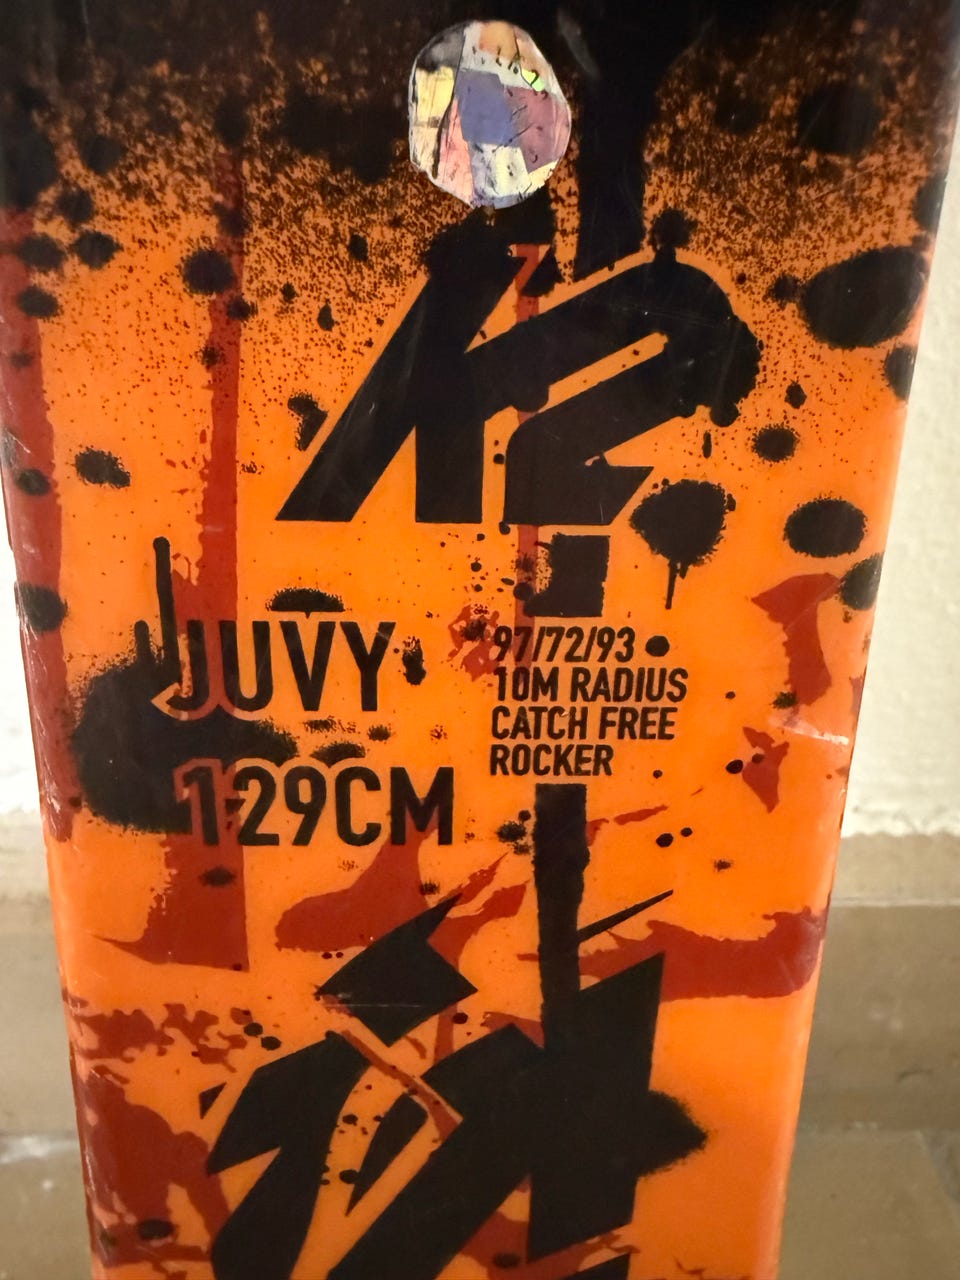 K2
JUVY
129CM
97/72/93
10M RADIUS
CATCH FREE
ROCKER